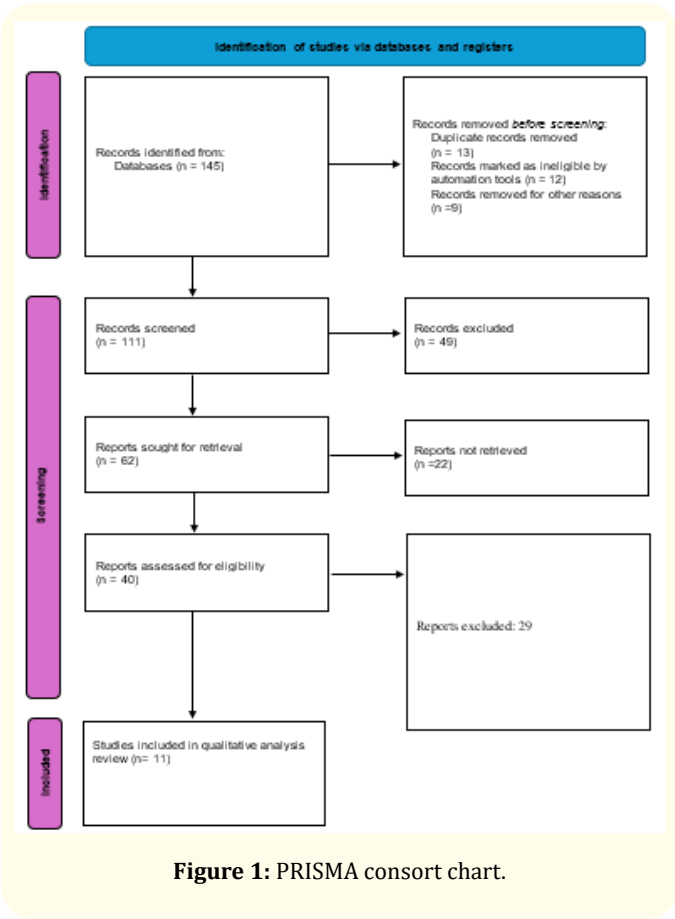 Identification of studies via databases and registers
Identification
Records identified from:
Databases (n = 145)
Records removed before screening:
Duplicate records removed
(n = 13)
Records marked as ineligible by
automation tools (n = 12)
Records removed for other reasons
(n =9)
Screening
Records screened
(n = 111)
Records excluded
(n = 49)
Reports sought for retrieval
(n = 62)
Reports not retrieved
(n =22)
Reports assessed for eligibility
(n = 40)
Reports excluded: 29
Included
Studies included in qualitative analysis
review (n= 11)
Figure 1: PRISMA consort chart.